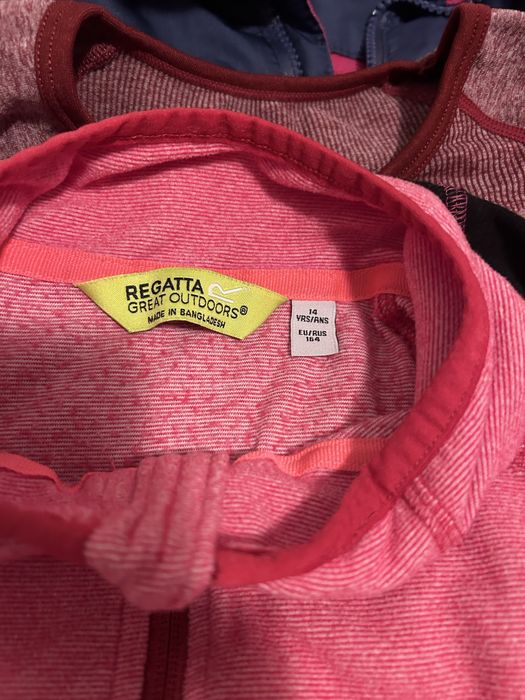 REGATTA
GREAT OUTDOORS®
MADE IN BANGLADESH
14
YRS/ANS
EU/RUS
164